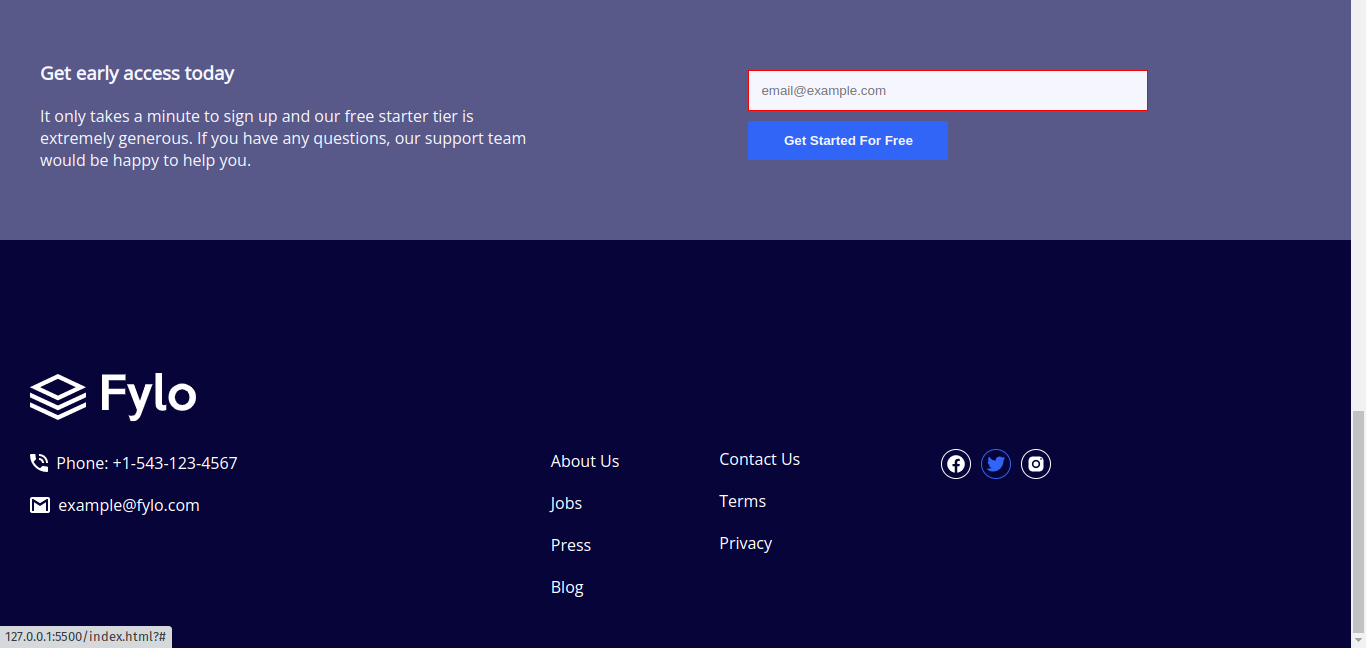 Get early access today
It only takes a minute to sign up and our free starter tier is
extremely generous. If you have any questions, our support team
would be happy to help you.
email@example.com
Get Started For Free
Fylo
Phone: +1-543-123-4567
example@fylo.com
About Us
Jobs
Press
Blog
Contact Us
Terms
Privacy
127.0.0.1:5500/index.html?#